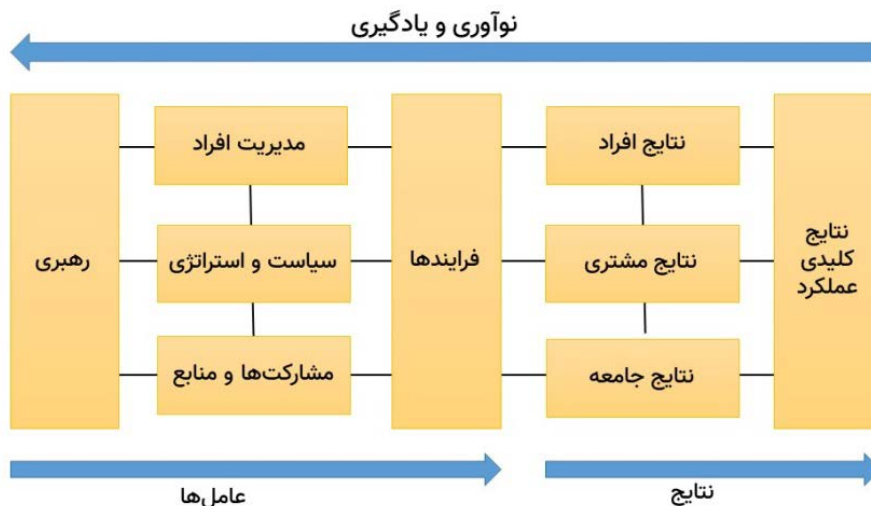 نوآوری و یادگیری
رهبری
مدیریت افراد
سیاست و استراتژی
مشارکت‌ها و منابع
فرایندها
نتایج افراد
نتایج مشتری
نتایج جامعه
نتایج
کلیدی
عملکرد
عامل‌ها
نتایج